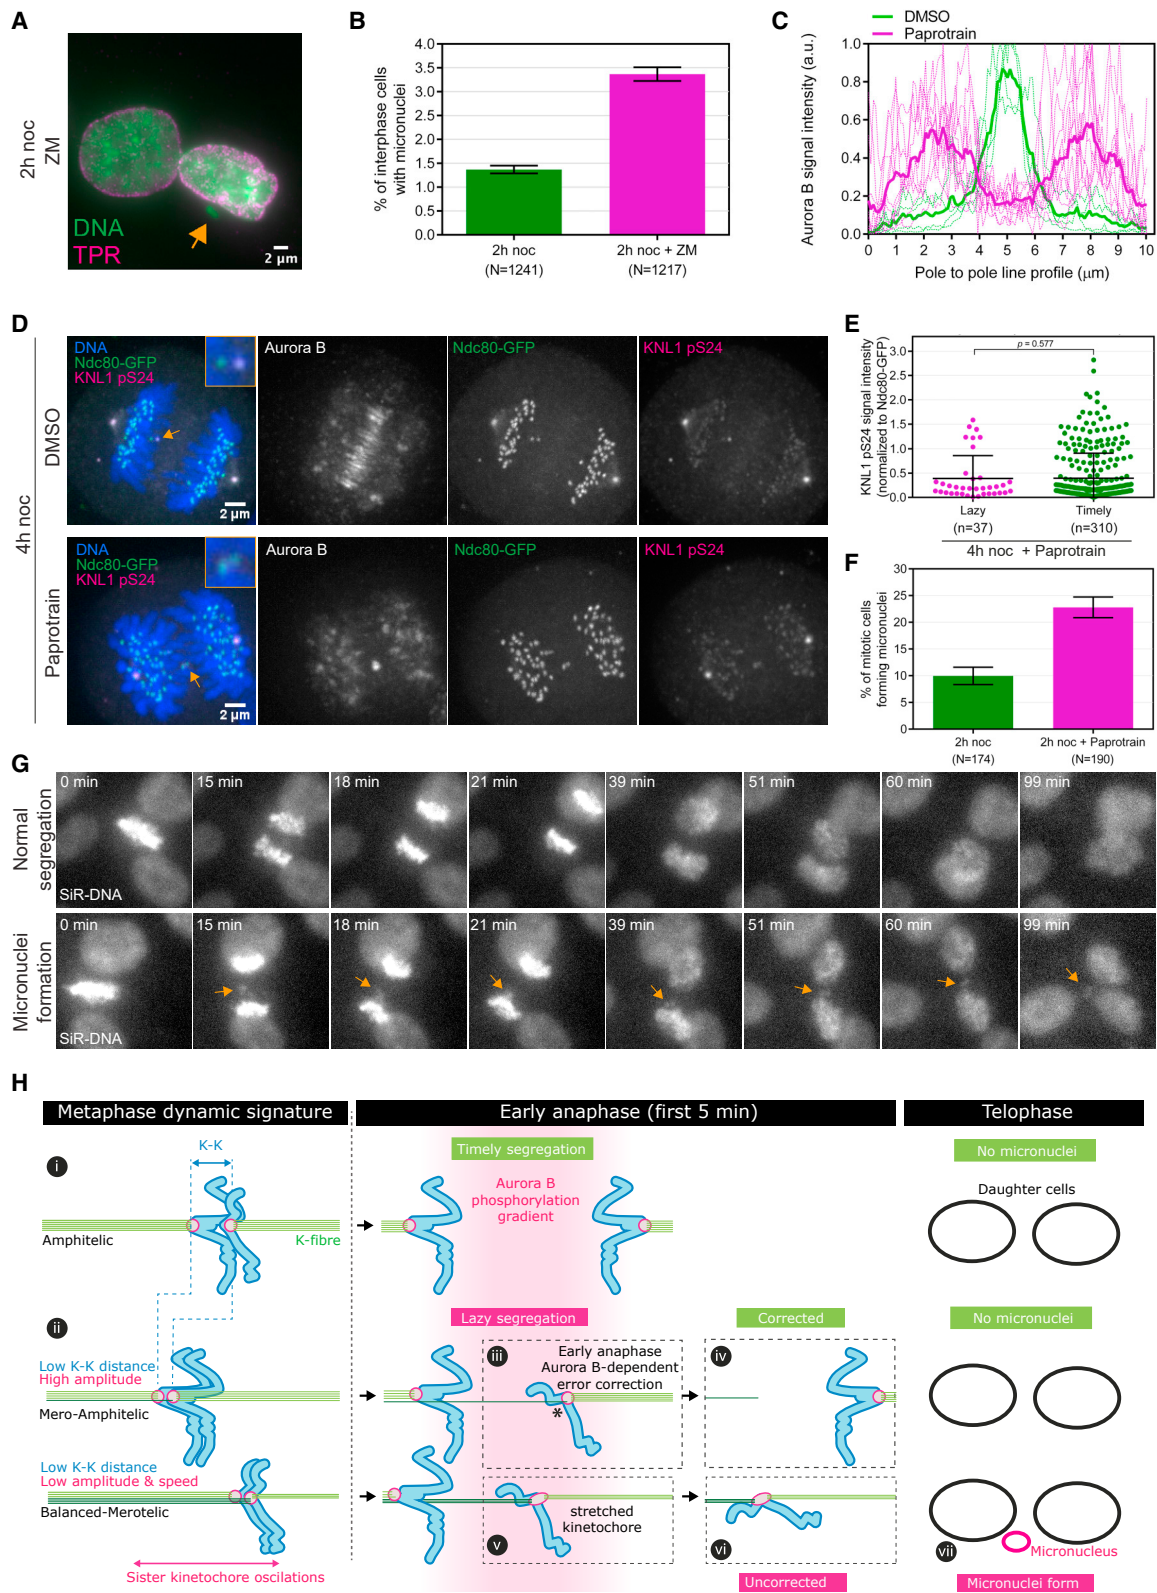 A
2h noc
ZM
DNA
TPR
2 µm
B
% of interphase cells
with micronuclei
4.0
3.5
3.0
2.5
2.0
1.5
1.0
0.5
0.0
2h noc
(N=1241)
2h noc + ZM
(N=1217)
C
DMSO
Paprotrain
Aurora B signal intensity (a.u.)
1.0
0.8
0.6
0.4
0.2
0.0
0 1 2 3 4 5 6 7 8 9 10
Pole to pole line profile (µm)
D
4h noc
DMSO
DNA
Ndc80-GFP
KNL1 pS24
2 µm
Aurora B
Ndc80-GFP
KNL1 pS24
Paprotrain
DNA
Ndc80-GFP
KNL1 pS24
2 µm
Aurora B
Ndc80-GFP
KNL1 pS24
E
KNL1 pS24 signal intensity
(normalized to Ndc80-GFP)
3.0
2.5
2.0
1.5
1.0
0.5
0.0
p = 0.577
Lazy
(n=37)
Timely
(n=310)
4h noc + Paprotrain
F
% of mitotic cells
forming micronuclei
30
25
20
15
10
5
0
2h noc
(N=174)
2h noc + Paprotrain
(N=190)
G
Normal
segregation
0 min
15 min
18 min
21 min
39 min
51 min
60 min
99 min
SiR-DNA
Micronuclei
formation
0 min
15 min
18 min
21 min
39 min
51 min
60 min
99 min
SiR-DNA
H
Metaphase dynamic signature
Early anaphase (first 5 min)
Telophase
i
K-K
Amphitelic
K-fibre
Timely segregation
Aurora B
phosphorylation
gradient
No micronuclei
Daughter cells
ii
Low K-K distance
High amplitude
Mero-Amphitelic
Lazy segregation
iii
Early anaphase
Aurora B-dependent
error correction
*
Corrected
iv
No micronuclei
Low K-K distance
Low amplitude & speed
Balanced-Merotelic
Sister kinetochore oscilations
v
stretched
kinetochore
vi
Uncorrected
vii
Micronucleus
Micronuclei form